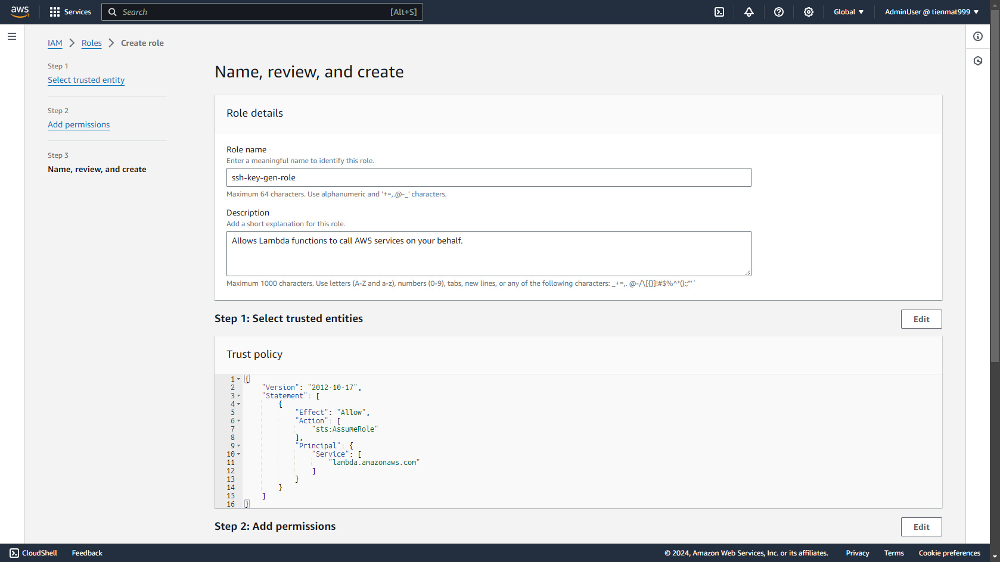 aws
Services
Search
[Alt+S]
Global ▼
AdminUser @ tienmat999 ▼
IAM > Roles > Create role
Step 1
Select trusted entity
Step 2
Add permissions
Step 3
Name, review, and create
Name, review, and create
Role details
Role name
Enter a meaningful name to identify this role.
ssh-key-gen-role
Maximum 64 characters. Use alphanumeric and '+=,.@-_' characters.
Description
Add a short explanation for this role.
Allows Lambda functions to call AWS services on your behalf.
Maximum 1000 characters. Use letters (A-Z and a-z), numbers (0-9), tabs, new lines, or any of the following characters: _+=,. @-/\[{}]!#$%^*();:"'`
Step 1: Select trusted entities
Edit
Trust policy
1 {
2     "Version": "2012-10-17",
3     "Statement": [
4         {
5             "Effect": "Allow",
6             "Action": [
7                 "sts:AssumeRole"
8             ],
9             "Principal": {
10                 "Service": [
11                     "lambda.amazonaws.com"
12                 ]
13             }
14         }
15     ]
16 }
Step 2: Add permissions
Edit
CloudShell
Feedback
© 2024, Amazon Web Services, Inc. or its affiliates.
Privacy
Terms
Cookie preferences